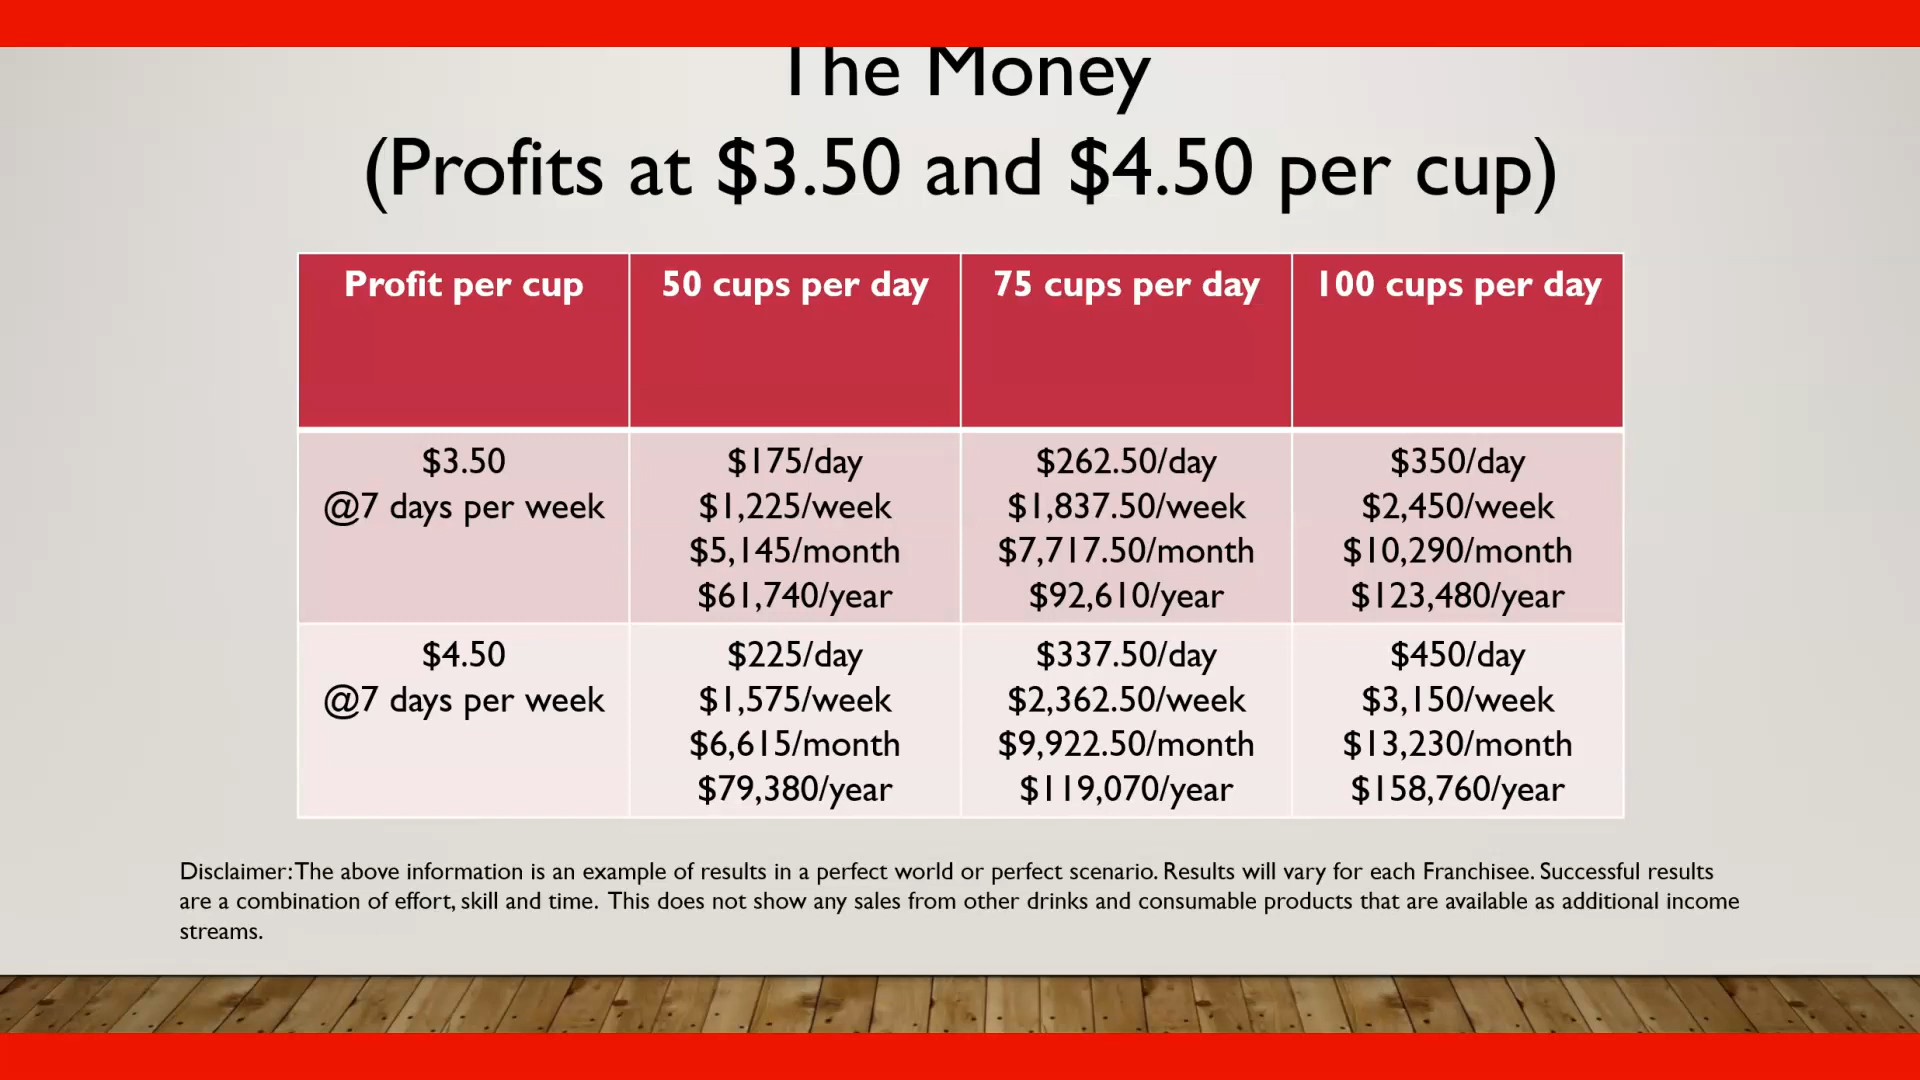 The Money
(Profits at $3.50 and $4.50 per cup)
Profit per cup
50 cups per day
75 cups per day
100 cups per day
$3.50
@7 days per week
$175/day
$1,225/week
$5,145/month
$61,740/year
$262.50/day
$1,837.50/week
$7,717.50/month
$92,610/year
$350/day
$2,450/week
$10,290/month
$123,480/year
$4.50
@7 days per week
$225/day
$1,575/week
$6,615/month
$79,380/year
$337.50/day
$2,362.50/week
$9,922.50/month
$119,070/year
$450/day
$3,150/week
$13,230/month
$158,760/year
Disclaimer: The above information is an example of results in a perfect world or perfect scenario. Results will vary for each Franchisee. Successful results
are a combination of effort, skill and time. This does not show any sales from other drinks and consumable products that are available as additional income
streams.